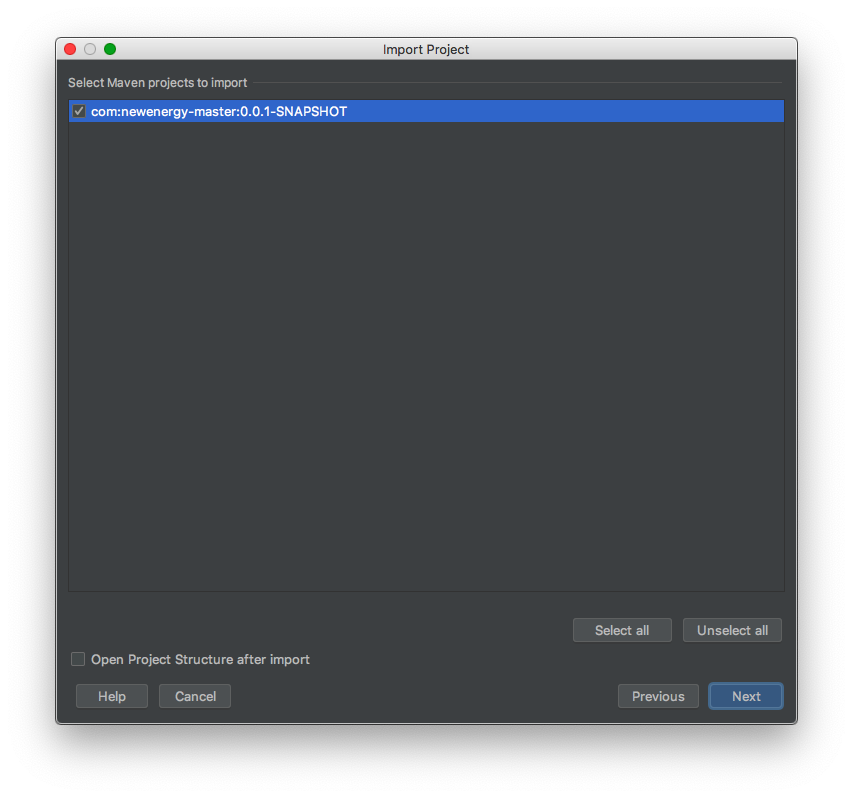 Import Project
Select Maven projects to import
com:newenergy-master:0.0.1-SNAPSHOT
Select all Unselect all
Open Project Structure after import
Help Cancel Previous Next